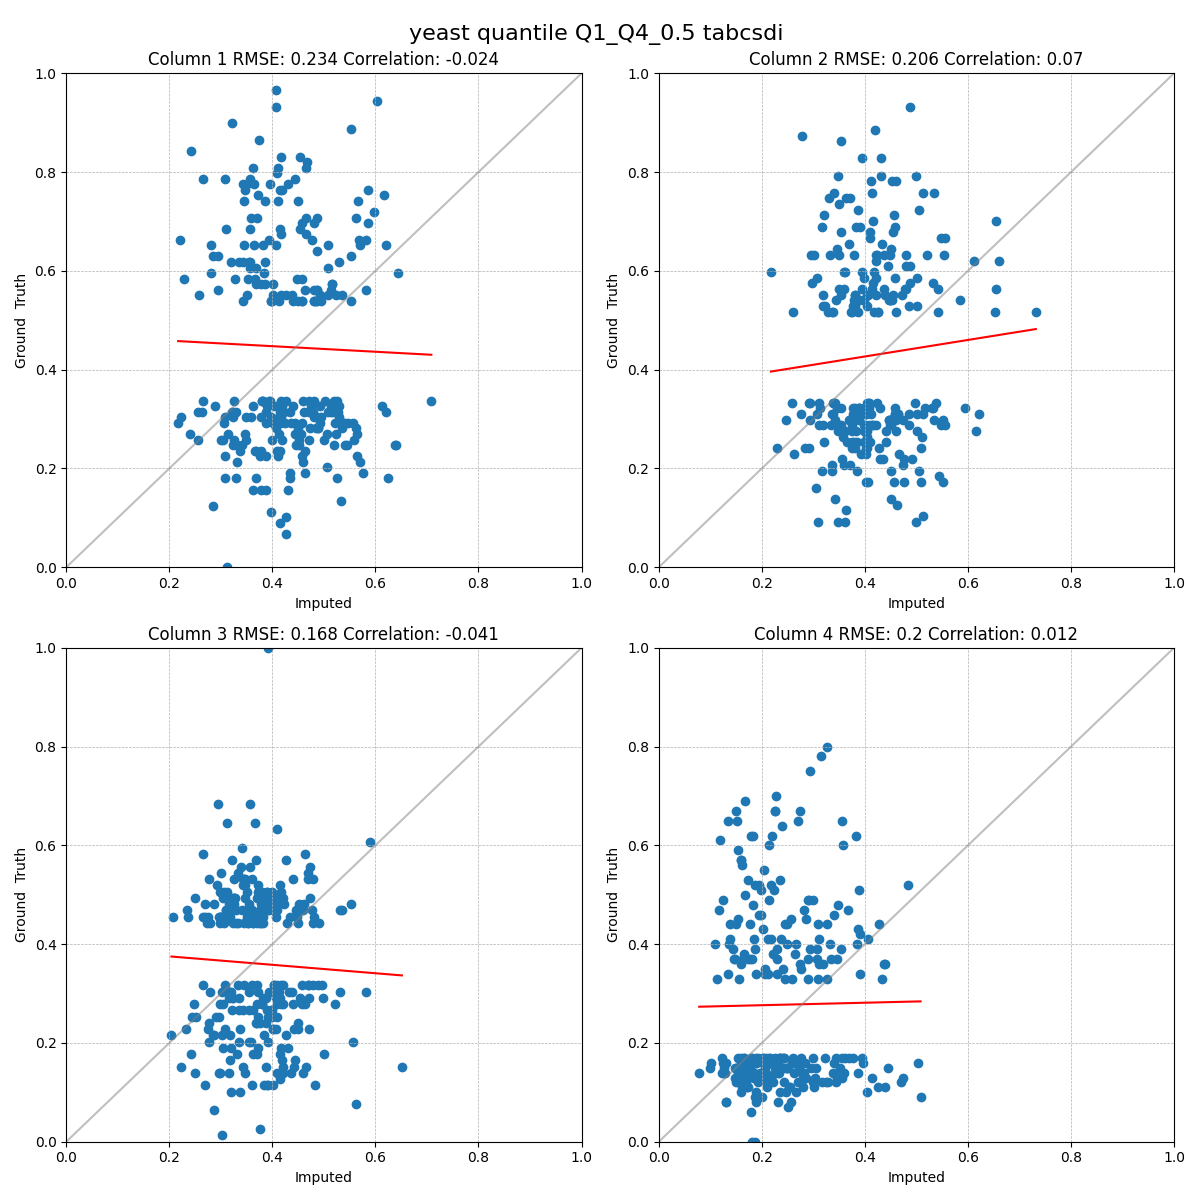 yeast quantile Q1_Q4_0.5 tabcsdi
Column 1 RMSE: 0.234 Correlation: -0.024
1.0
0.8
0.6
0.4
0.2
0.0
Ground Truth
0.0 0.2 0.4 0.6 0.8 1.0
Imputed
Column 2 RMSE: 0.206 Correlation: 0.07
1.0
0.8
0.6
0.4
0.2
0.0
Ground Truth
0.0 0.2 0.4 0.6 0.8 1.0
Imputed
Column 3 RMSE: 0.168 Correlation: -0.041
1.0
0.8
0.6
0.4
0.2
0.0
Ground Truth
0.0 0.2 0.4 0.6 0.8 1.0
Imputed
Column 4 RMSE: 0.2 Correlation: 0.012
1.0
0.8
0.6
0.4
0.2
0.0
Ground Truth
0.0 0.2 0.4 0.6 0.8 1.0
Imputed